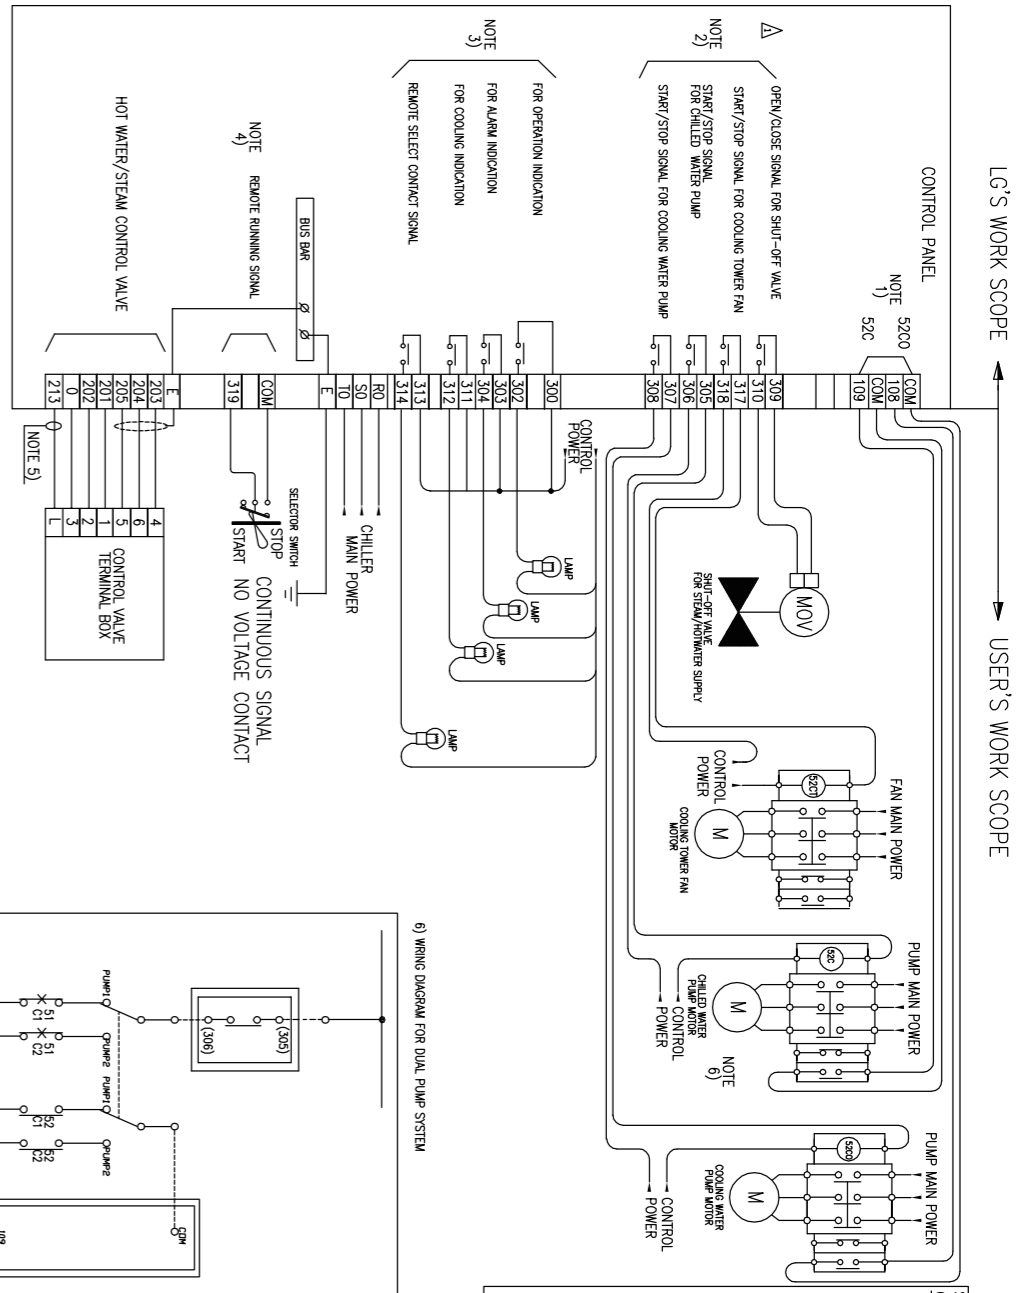 LG'S WORK SCOPE
USER'S WORK SCOPE
CONTROL PANEL
NOTE
1)
52CO
52C
OPEN/CLOSE SIGNAL FOR SHUT-OFF VALVE
START/STOP SIGNAL FOR COOLING TOWER FAN
START/STOP SIGNAL
FOR CHILLED WATER PUMP
START/STOP SIGNAL FOR COOLING WATER PUMP
1
NOTE
2)
FOR OPERATION INDICATION
FOR ALARM INDICATION
FOR COOLING INDICATION
REMOTE SELECT CONTACT SIGNAL
NOTE
3)
BUS BAR
NOTE
4)
REMOTE RUNNING SIGNAL
HOT WATER/STEAM CONTROL VALVE
COM
108
COM
109
309
310
317
318
305
306
307
308
300
302
303
304
311
312
313
314
RO
SO
TO
E
COM
319
E
203
204
205
201
202
0
213
NOTE 5)
4
6
5
1
2
3
L
CONTROL VALVE
TERMINAL BOX
SELECTOR SWITCH
STOP
START
CONTINUOUS SIGNAL
NO VOLTAGE CONTACT
CHILLER
MAIN POWER
CONTROL
POWER
LAMP
LAMP
LAMP
LAMP
MOV
SHUT-OFF VALVE
FOR STEAM/HOTWATER SUPPLY
CONTROL
POWER
52CT
FAN MAIN POWER
M
COOLING TOWER FAN
MOTOR
PUMP MAIN POWER
52C
M
CHILLED WATER
PUMP MOTOR
CONTROL
POWER
NOTE
6)
PUMP MAIN POWER
52CO
M
COOLING WATER
PUMP MOTOR
CONTROL
POWER
6) WRING DIAGRAM FOR DUAL PUMP SYSTEM
(305)
(306)
PUMP1
PUMP2
PUMP1
PUMP2
51
C1
51
C2
52
C1
52
C2
COM
109